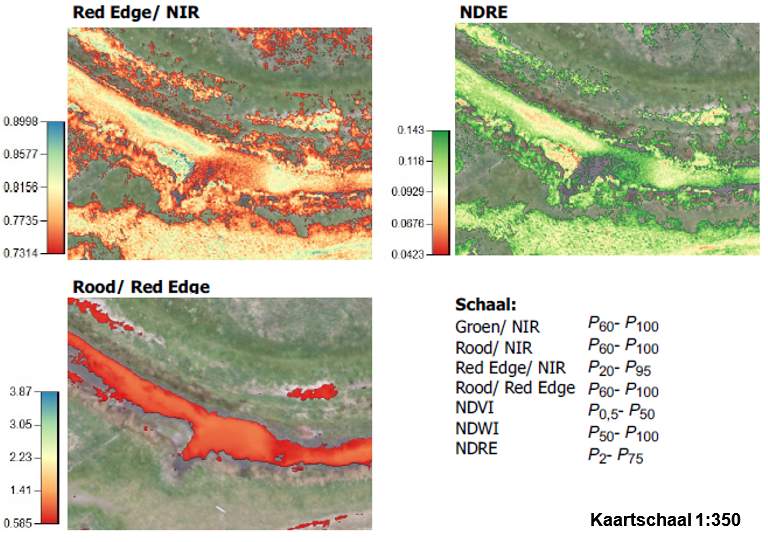 Red Edge/ NIR
NDRE
0.8998
0.8577
0.8156
0.7735
0.7314
0.143
0.118
0.0929
0.0676
0.0423
Rood/ Red Edge
3.87
3.05
2.23
1.41
0.585
Schaal:
Groen/ NIR P60- P100
Rood/ NIR P60- P100
Red Edge/ NIR P20- P95
Rood/ Red Edge P60- P100
NDVI P0,5- P50
NDWI P50- P100
NDRE P2- P75
Kaartschaal 1:350